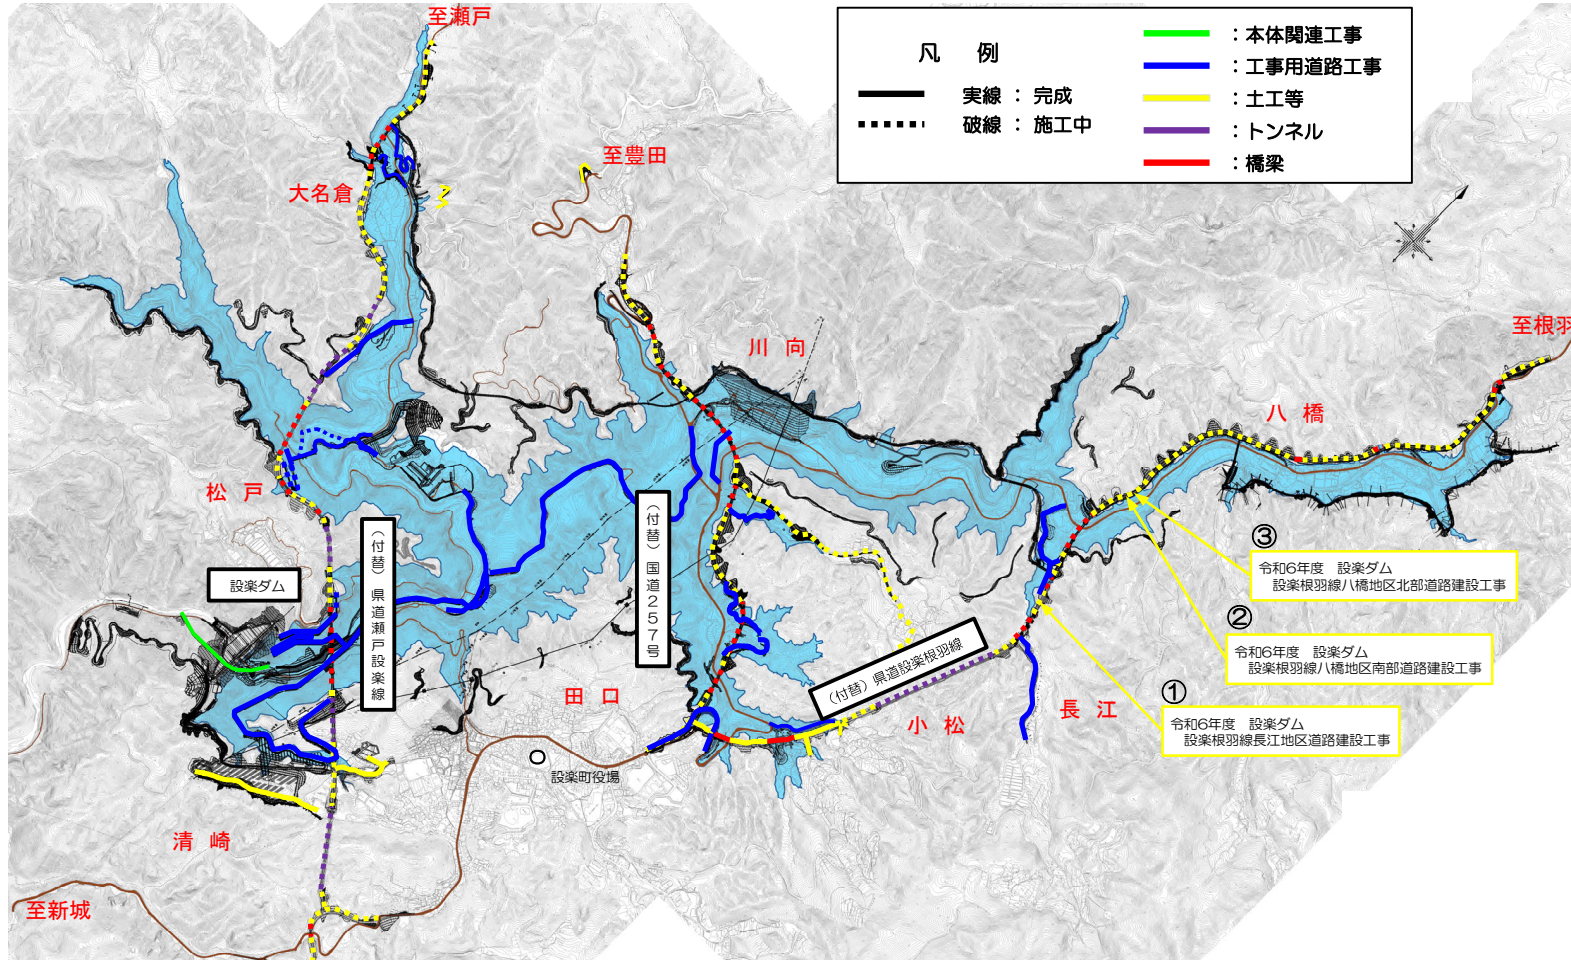 至瀬戸
凡 例
実線 : 完成
破線 : 施工中
:本体関連工事
:工事用道路工事
:土工等
:トンネル
:橋梁
至豊田
大名倉
至根羽
川 向
八 橋
松 戸
(付替)県道瀬戸設楽線
(付替)国道257号
設楽ダム
③
令和6年度 設楽ダム
設楽根羽線八橋地区北部道路建設工事
②
令和6年度 設楽ダム
設楽根羽線八橋地区南部道路建設工事
(付替)県道設楽根羽線
①
令和6年度 設楽ダム
設楽根羽線長江地区道路建設工事
田 口
小 松
長 江
設楽町役場
清 崎
至新城